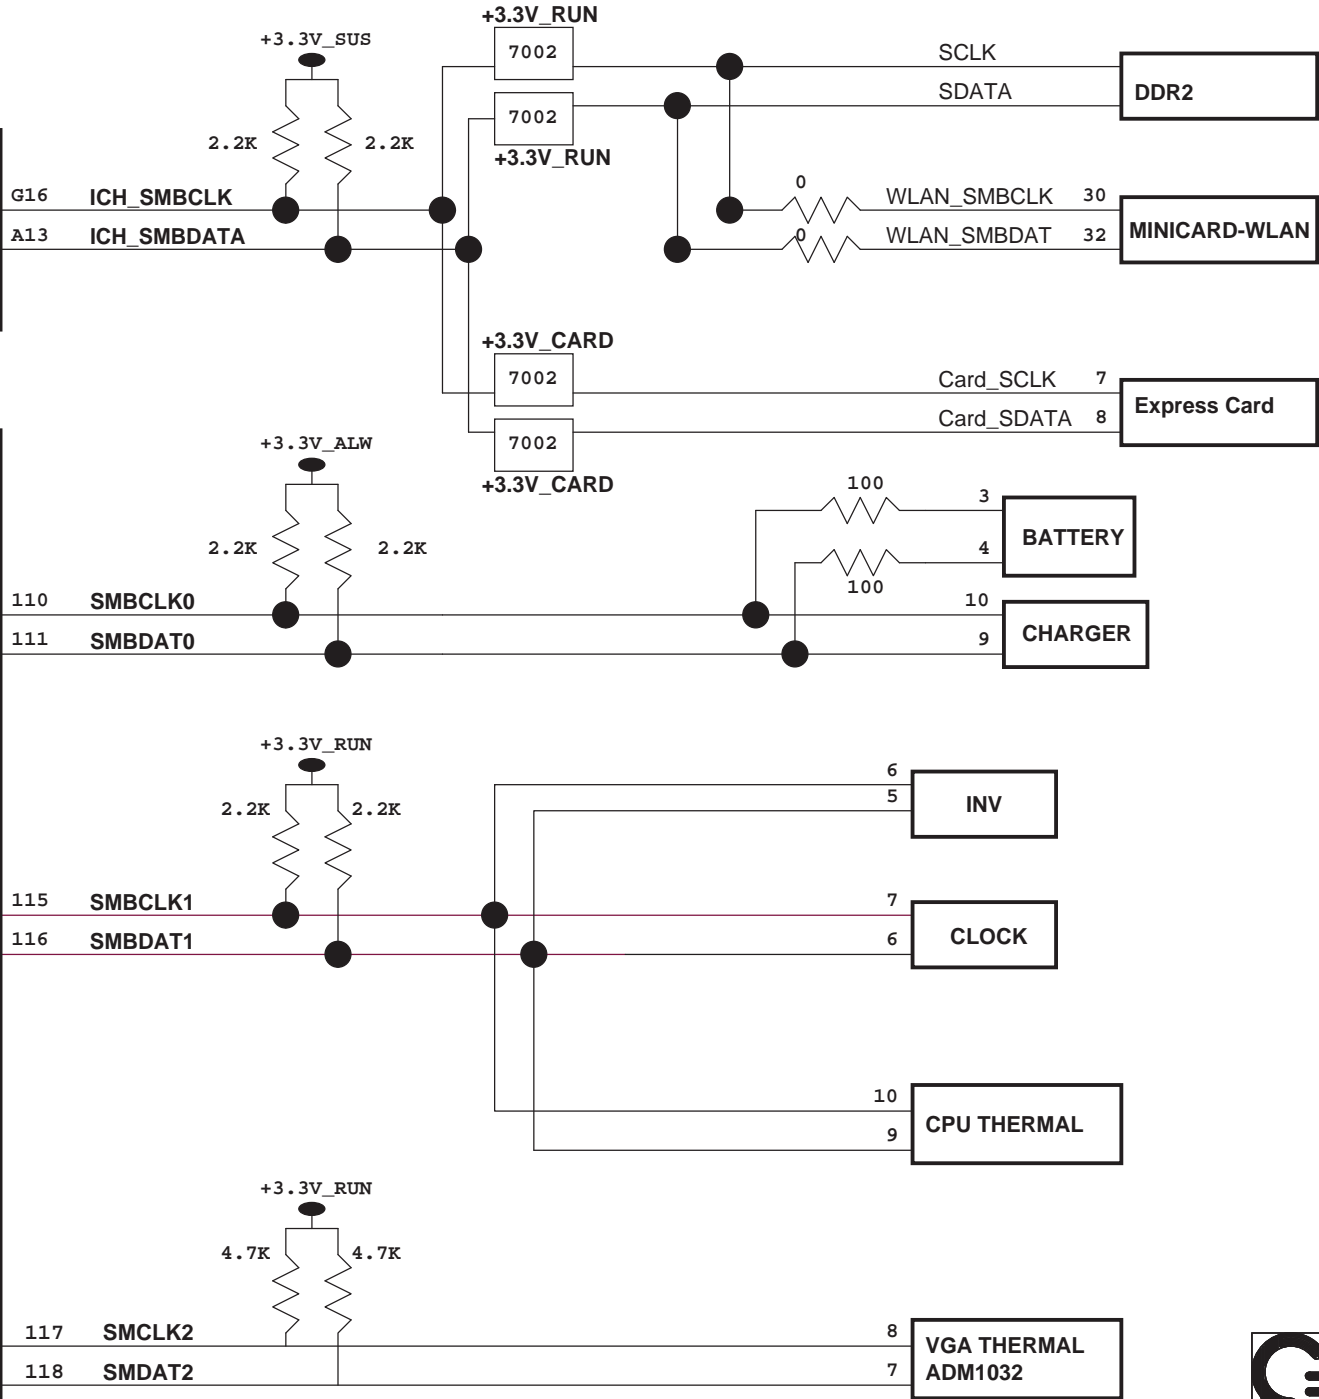 +3.3V_RUN
+3.3V_SUS
7002
SCLK
SDATA
DDR2
7002
2.2K 2.2K
+3.3V_RUN
0
G16 ICH_SMBCLK
WLAN_SMBCLK 30
MINICARD-WLAN
A13 ICH_SMBDATA
0
WLAN_SMBDAT 32
+3.3V_CARD
7002
Card_SCLK 7
Express Card
Card_SDATA 8
+3.3V_ALW
7002
+3.3V_CARD
100
3
BATTERY
2.2K 2.2K
4
100
110 SMBCLK0
10
CHARGER
111 SMBDAT0
9
+3.3V_RUN
6
5
INV
2.2K 2.2K
115 SMBCLK1
7
CLOCK
116 SMBDAT1
6
10
CPU THERMAL
9
+3.3V_RUN
4.7K 4.7K
117 SMCLK2
8
VGA THERMAL
118 SMDAT2
7
ADM1032